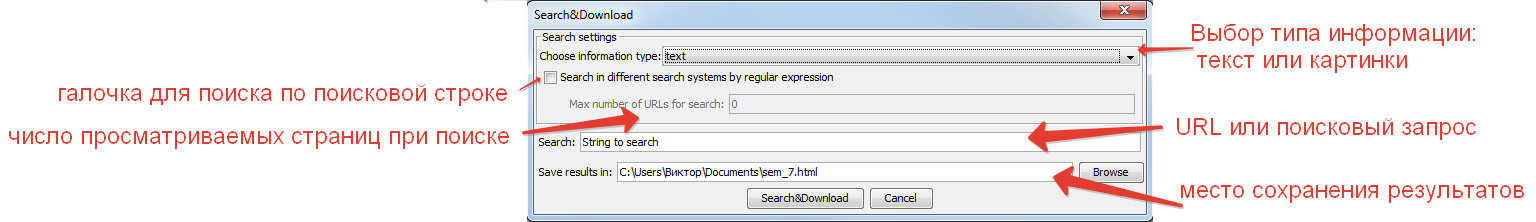 Search&Download
Search settings
Choose information type: text
Search in different search systems by regular expression
Max number of URLs for search: 0
Search: String to search
Save results in: C:\Users\Виктор\Documents\sem_7.html Browse
Search&Download Cancel
галочка для поиска по поисковой строке
число просматриваемых страниц при поиске
Выбор типа информации:
текст или картинки
URL или поисковый запрос
место сохранения результатов